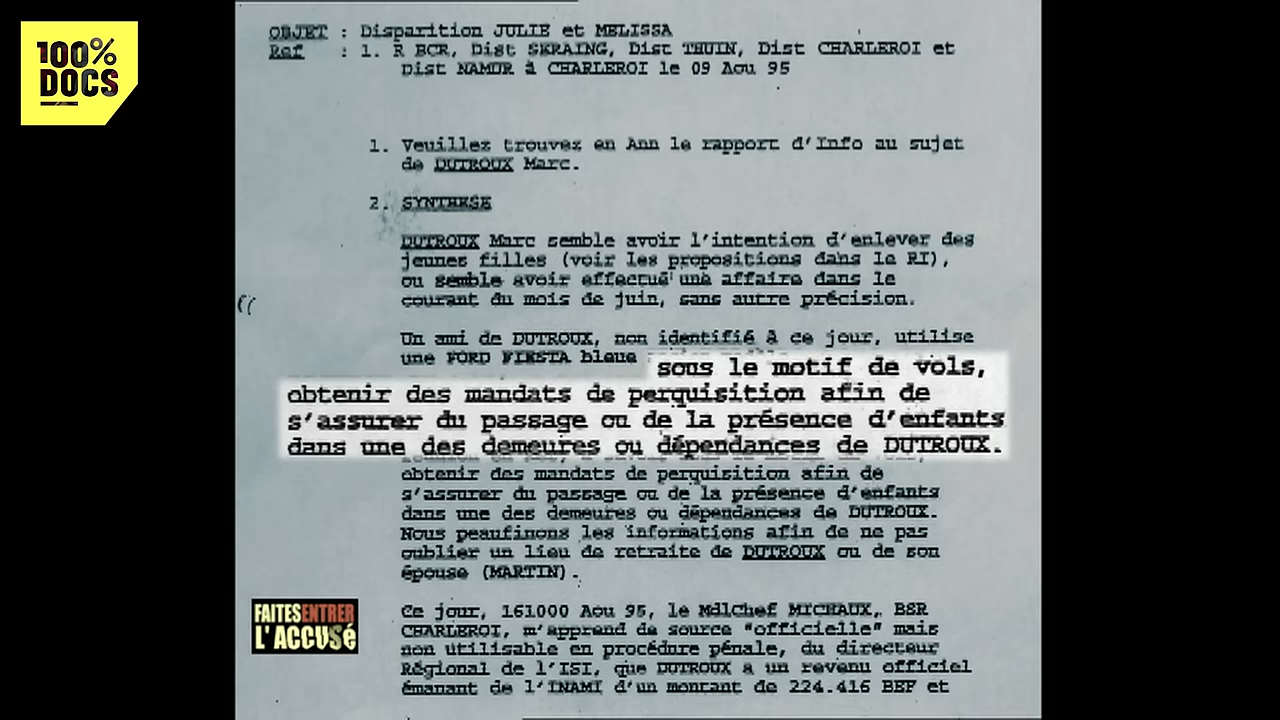 100%
DOCS
OBJET : Disparition JULIE et MELISSA
Ref : 1. R BCR, Dist SERAING, Dist THUIN, Dist CHARLEROI et
Dist NAMUR à CHARLEROI le 09 Aou 95
1. Veuillez trouvez en Ann le rapport d'Info au sujet
de DUTROUX Marc.
2. SYNTHESE
DUTROUX Marc semble avoir l'intention d'enlever des
jeunes filles (voir les propositions dans le RI),
ou semble avoir effectué une affaire dans le
courant du mois de juin, sans autre précision.
Un ami de DUTROUX, non identifié à ce jour, utilise
une FORD FIESTA bleue
sous le motif de vols,
obtenir des mandats de perquisition afin de
s'assurer du passage ou de la présence d'enfants
dans une des demeures ou dépendances de DUTROUX.
obtenir des mandats de perquisition afin de
s'assurer du passage ou de la présence d'enfants
dans une des demeures ou dépendances de DUTROUX.
Nous peaufinons les informations afin de ne pas
oublier un lieu de retraite de DUTROUX ou de son
épouse (MARTIN).
Ce jour, 161000 Aou 95, le MdlChef MICHAUX, BSR
CHARLEROI, m'apprend de source "officielle" mais
non utilisable en procédure pénale, du directeur
Régional de l'ISI, que DUTROUX a un revenu officiel
émanant de l'INAMI d'un montant de 224.416 BEF et
FAITES ENTRER
L'ACCUSé